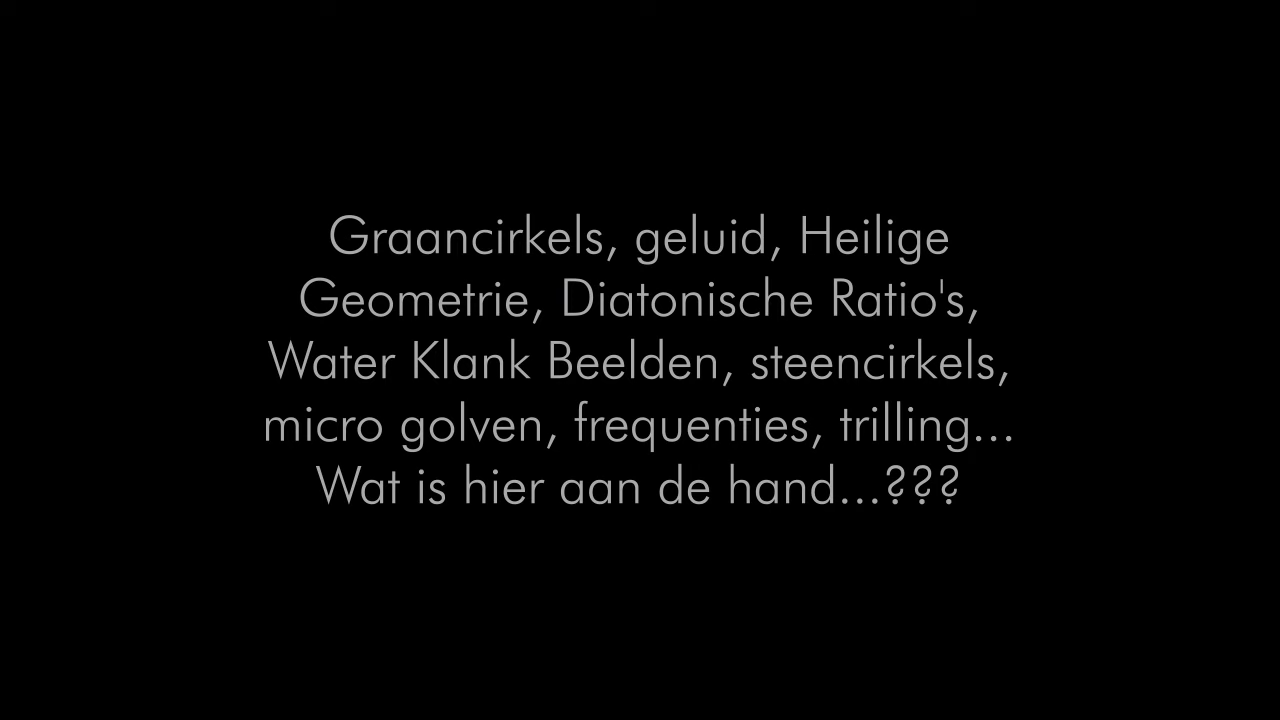 Graancirkels, geluid, Heilige
Geometrie, Diatonische Ratio's,
Water Klank Beelden, steencirkels,
micro golven, frequenties, trilling...
Wat is hier aan de hand...???